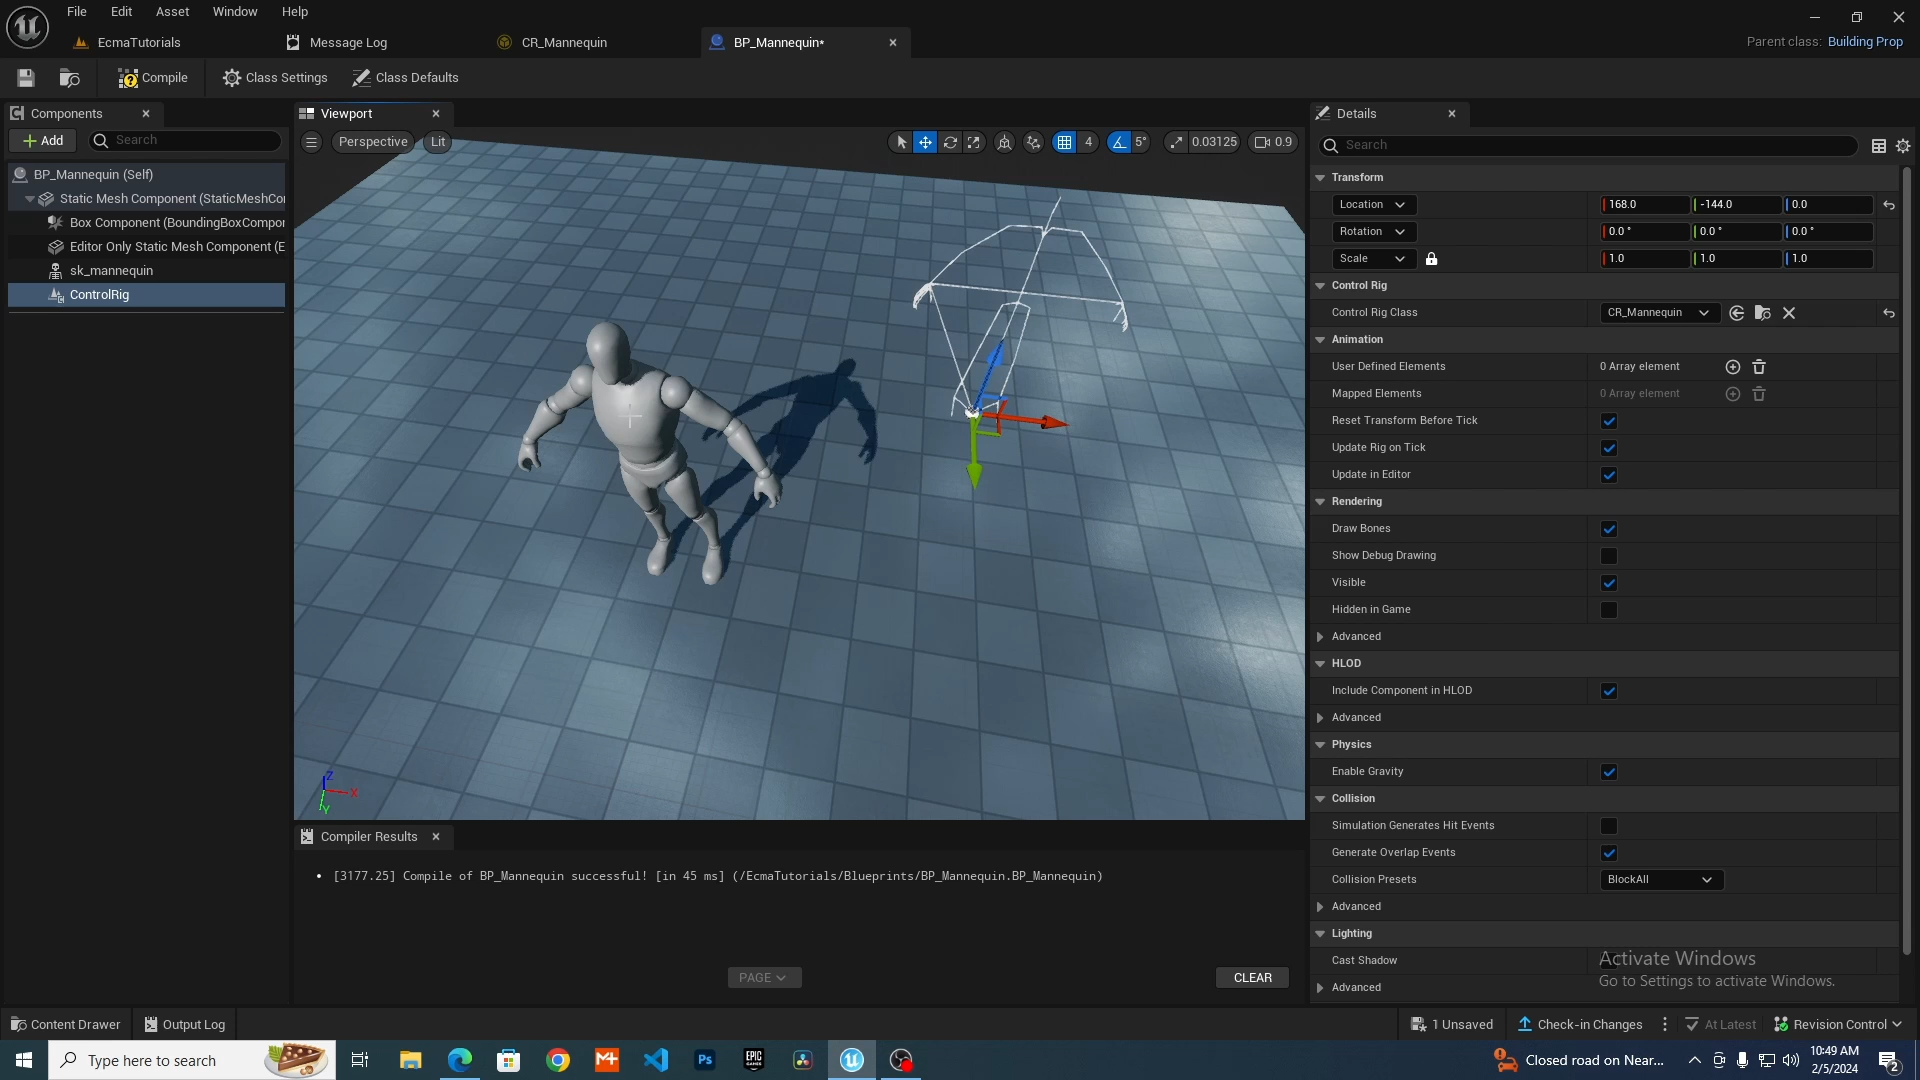 File Edit Asset Window Help
EcmaTutorials Message Log CR_Mannequin BP_Mannequin*
Parent class: Building Prop
Compile Class Settings Class Defaults
Components
Add Search
BP_Mannequin (Self)
Static Mesh Component (StaticMeshCor
Box Component (BoundingBoxCompor
Editor Only Static Mesh Component (E
sk_mannequin
ControlRig
Viewport
Perspective Lit 4 5° 0.03125 0.9
Z
X
Y
Compiler Results
[3177.25] Compile of BP_Mannequin successful! [in 45 ms] (/EcmaTutorials/Blueprints/BP_Mannequin.BP_Mannequin)
PAGE CLEAR
Details
Search
Transform
Location 168.0 -144.0 0.0
Rotation 0.0 ° 0.0 ° 0.0 °
Scale 1.0 1.0 1.0
Control Rig
Control Rig Class CR_Mannequin
Animation
User Defined Elements 0 Array element
Mapped Elements 0 Array element
Reset Transform Before Tick
Update Rig on Tick
Update in Editor
Rendering
Draw Bones
Show Debug Drawing
Visible
Hidden in Game
Advanced
HLOD
Include Component in HLOD
Advanced
Physics
Enable Gravity
Collision
Simulation Generates Hit Events
Generate Overlap Events
Collision Presets BlockAll
Advanced
Lighting
Cast Shadow
Advanced
Activate Windows
Go to Settings to activate Windows.
Content Drawer Output Log 1 Unsaved Check-in Changes At Latest Revision Control
Type here to search M+ Ps EPIC GAMES Closed road on Near... 10:49 AM
2/5/2024 2